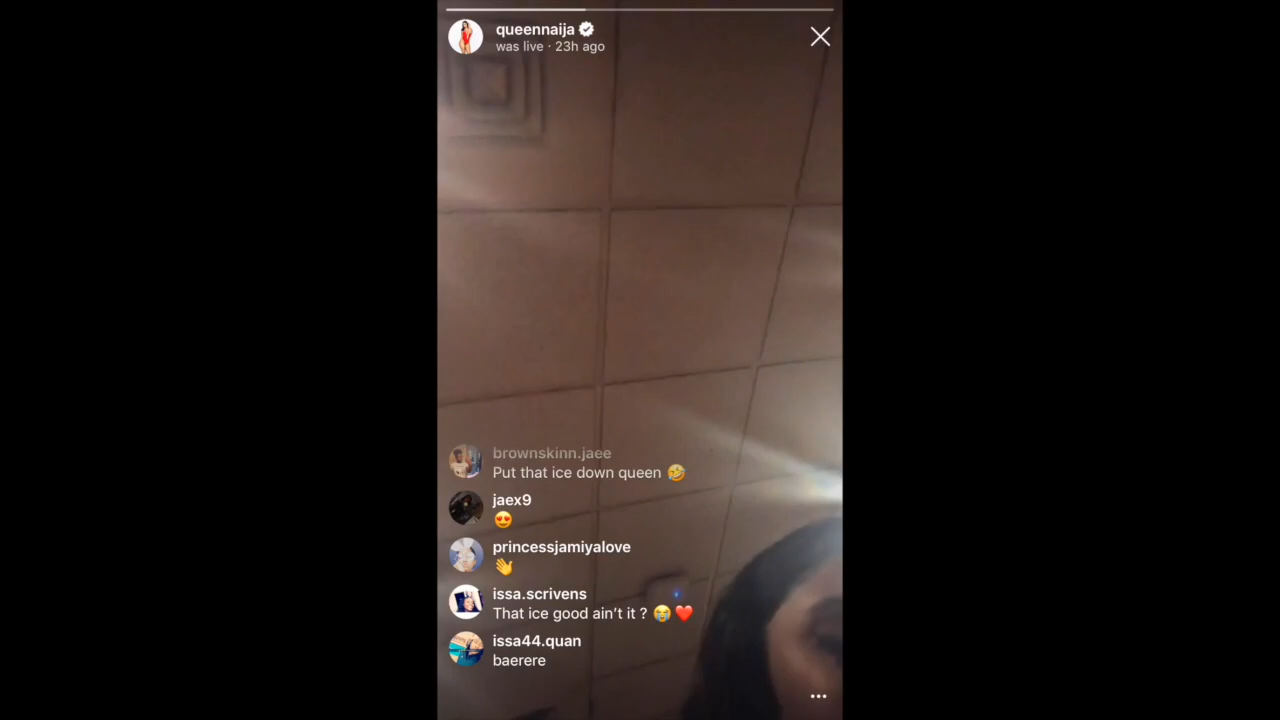 queennaija
was live · 23h ago
brownskinn.jaee
Put that ice down queen 🤣
jaex9
😍
princessjamiyalove
👋
issa.scrivens
That ice good ain’t it ? 😭❤️
issa44.quan
baerere